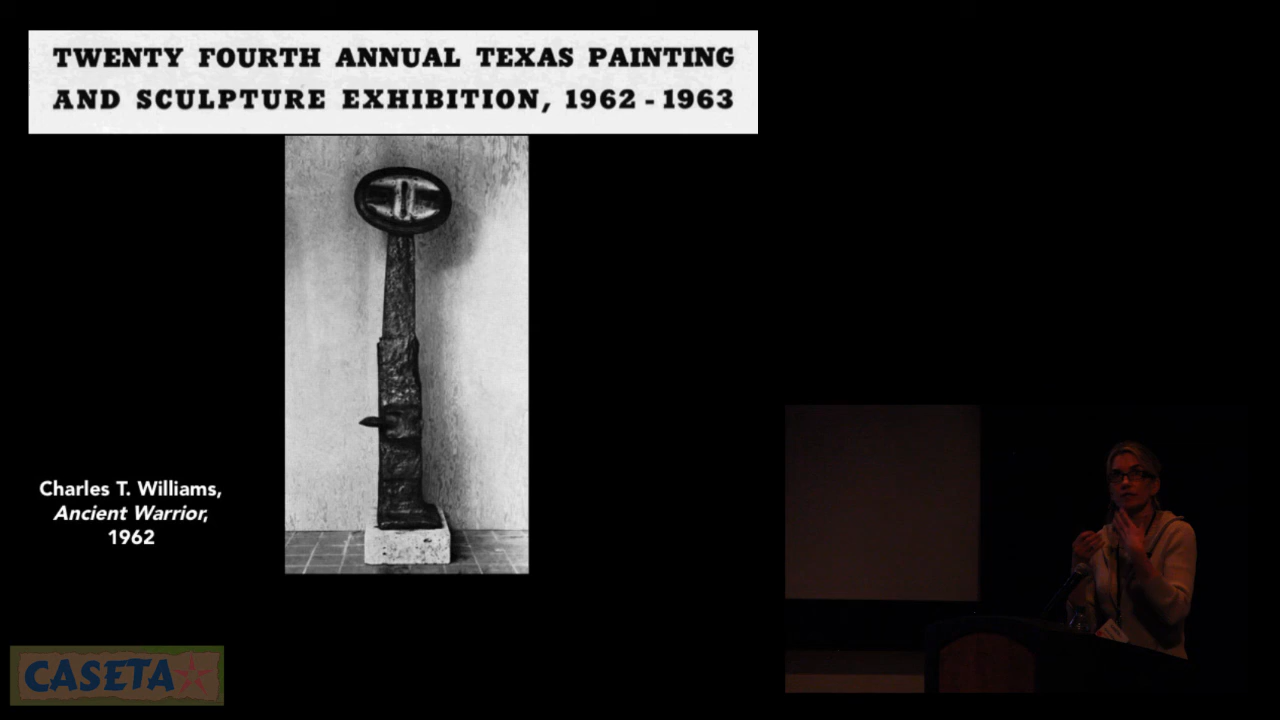 TWENTY FOURTH ANNUAL TEXAS PAINTING
AND SCULPTURE EXHIBITION, 1962 - 1963
Charles T. Williams,
Ancient Warrior,
1962
CASETA